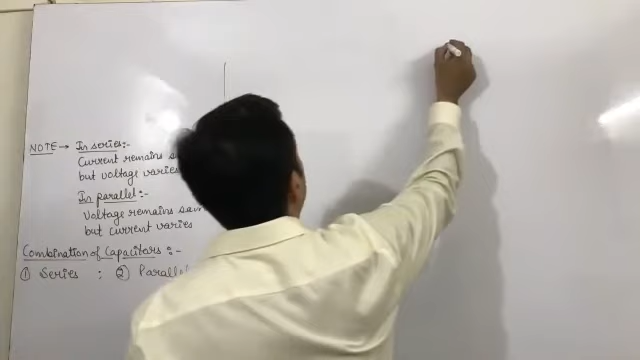 NOTE → In series:-
Current remains
but voltage varies
In parallel:-
Voltage remains
but current varies
Combination of Capacitors :-
① Series ; ② Parallel